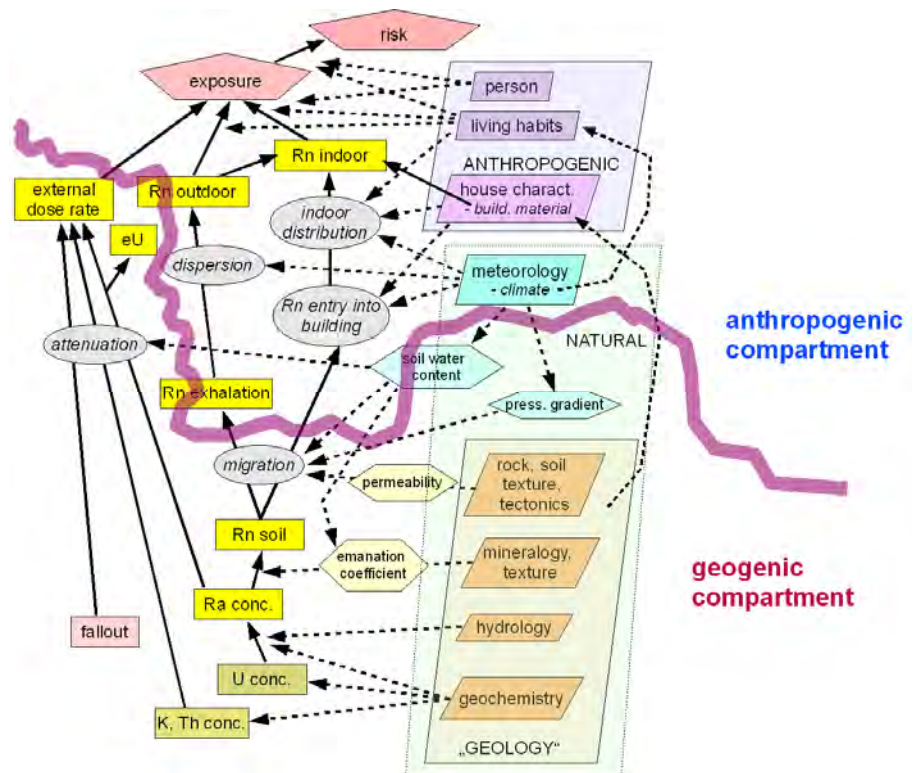 risk
exposure
person
living habits
ANTHROPOGENIC
Rn indoor
external
dose rate
Rn outdoor
house charact.
- build. material
eU
indoor
distribution
dispersion
meteorology
- climate
Rn entry into
building
attenuation
NATURAL
anthropogenic
compartment
soil water
content
Rn exhalation
press. gradient
migration
permeability
rock, soil
texture,
tectonics
Rn soil
emanation
coefficient
mineralogy,
texture
geogenic
compartment
Ra conc.
fallout
hydrology
U conc.
geochemistry
K, Th conc.
„GEOLOGY“